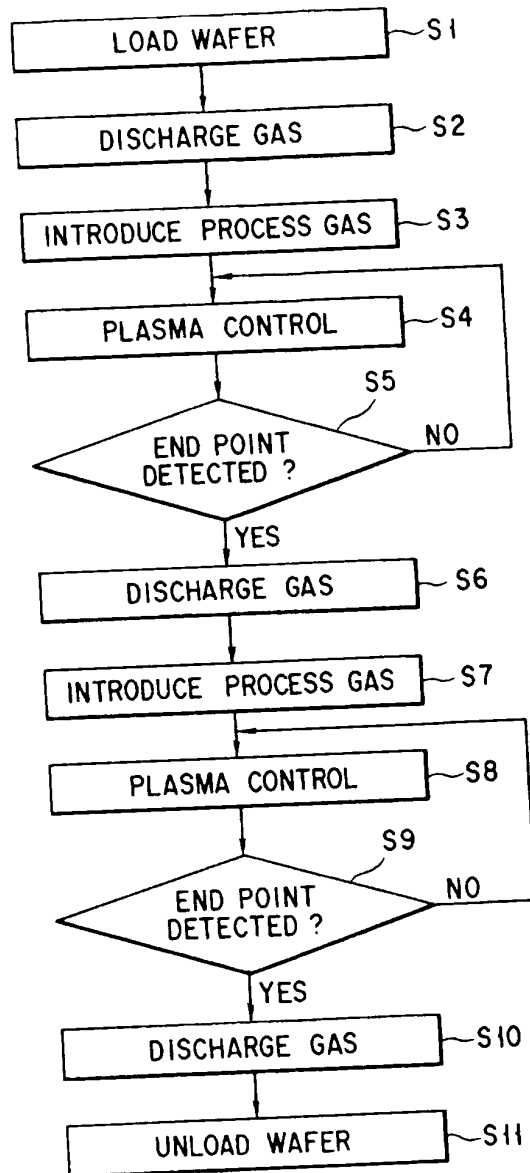 LOAD WAFER S1
DISCHARGE GAS S2
INTRODUCE PROCESS GAS S3
PLASMA CONTROL S4
S5
END POINT
DETECTED ?
NO
YES
DISCHARGE GAS S6
INTRODUCE PROCESS GAS S7
PLASMA CONTROL S8
S9
END POINT
DETECTED ?
NO
YES
DISCHARGE GAS S10
UNLOAD WAFER S11